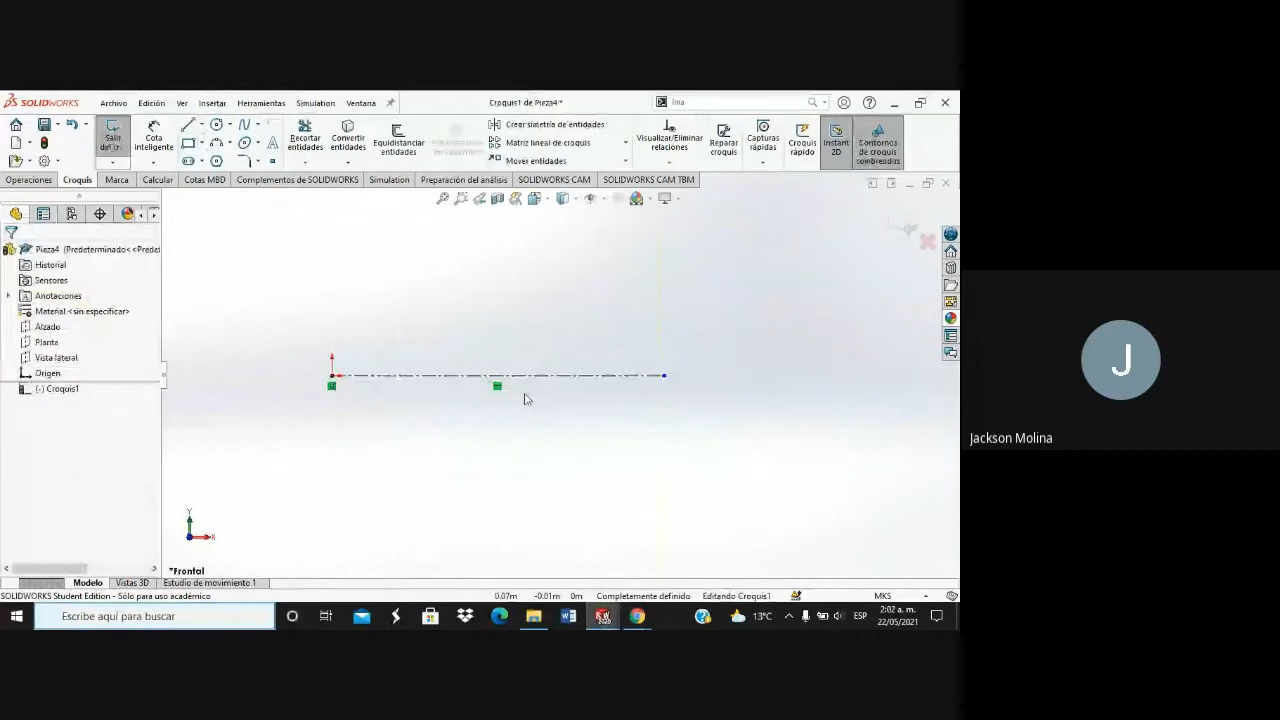 SOLIDWORKS
Archivo
Edición
Ver
Insertar
Herramientas
Simulation
Ventana
Croquis1 de Pieza4 *
ima
Cota inteligente
Recortar entidades
Convertir entidades
Equidistanciar entidades
Crear simetría de entidades
Matriz lineal de croquis
Mover entidades
Visualizar/Eliminar relaciones
Reparar croquis
Capturas rápidas
Croquis rápido
Instant 2D
Contornos de croquis sombreados
Operaciones
Croquis
Marca
Calcular
Cotas MBD
Complementos de SOLIDWORKS
Simulation
Preparación del análisis
SOLIDWORKS CAM
SOLIDWORKS CAM TBM
Pieza4 (Predeterminado<<Predet
Historial
Sensores
Anotaciones
Material <sin especificar>
Alzado
Planta
Vista lateral
Origen
(-) Croquis1
Y
X
*Frontal
Modelo
Vistas 3D
Estudio de movimiento 1
SOLIDWORKS Student Edition - Sólo para uso académico
0.07m
-0.01m
0m
Completamente definido
Editando Croquis1
MKS
Escribe aquí para buscar
13°C
ESP
2:02 a. m.
22/05/2021
J
Jackson Molina